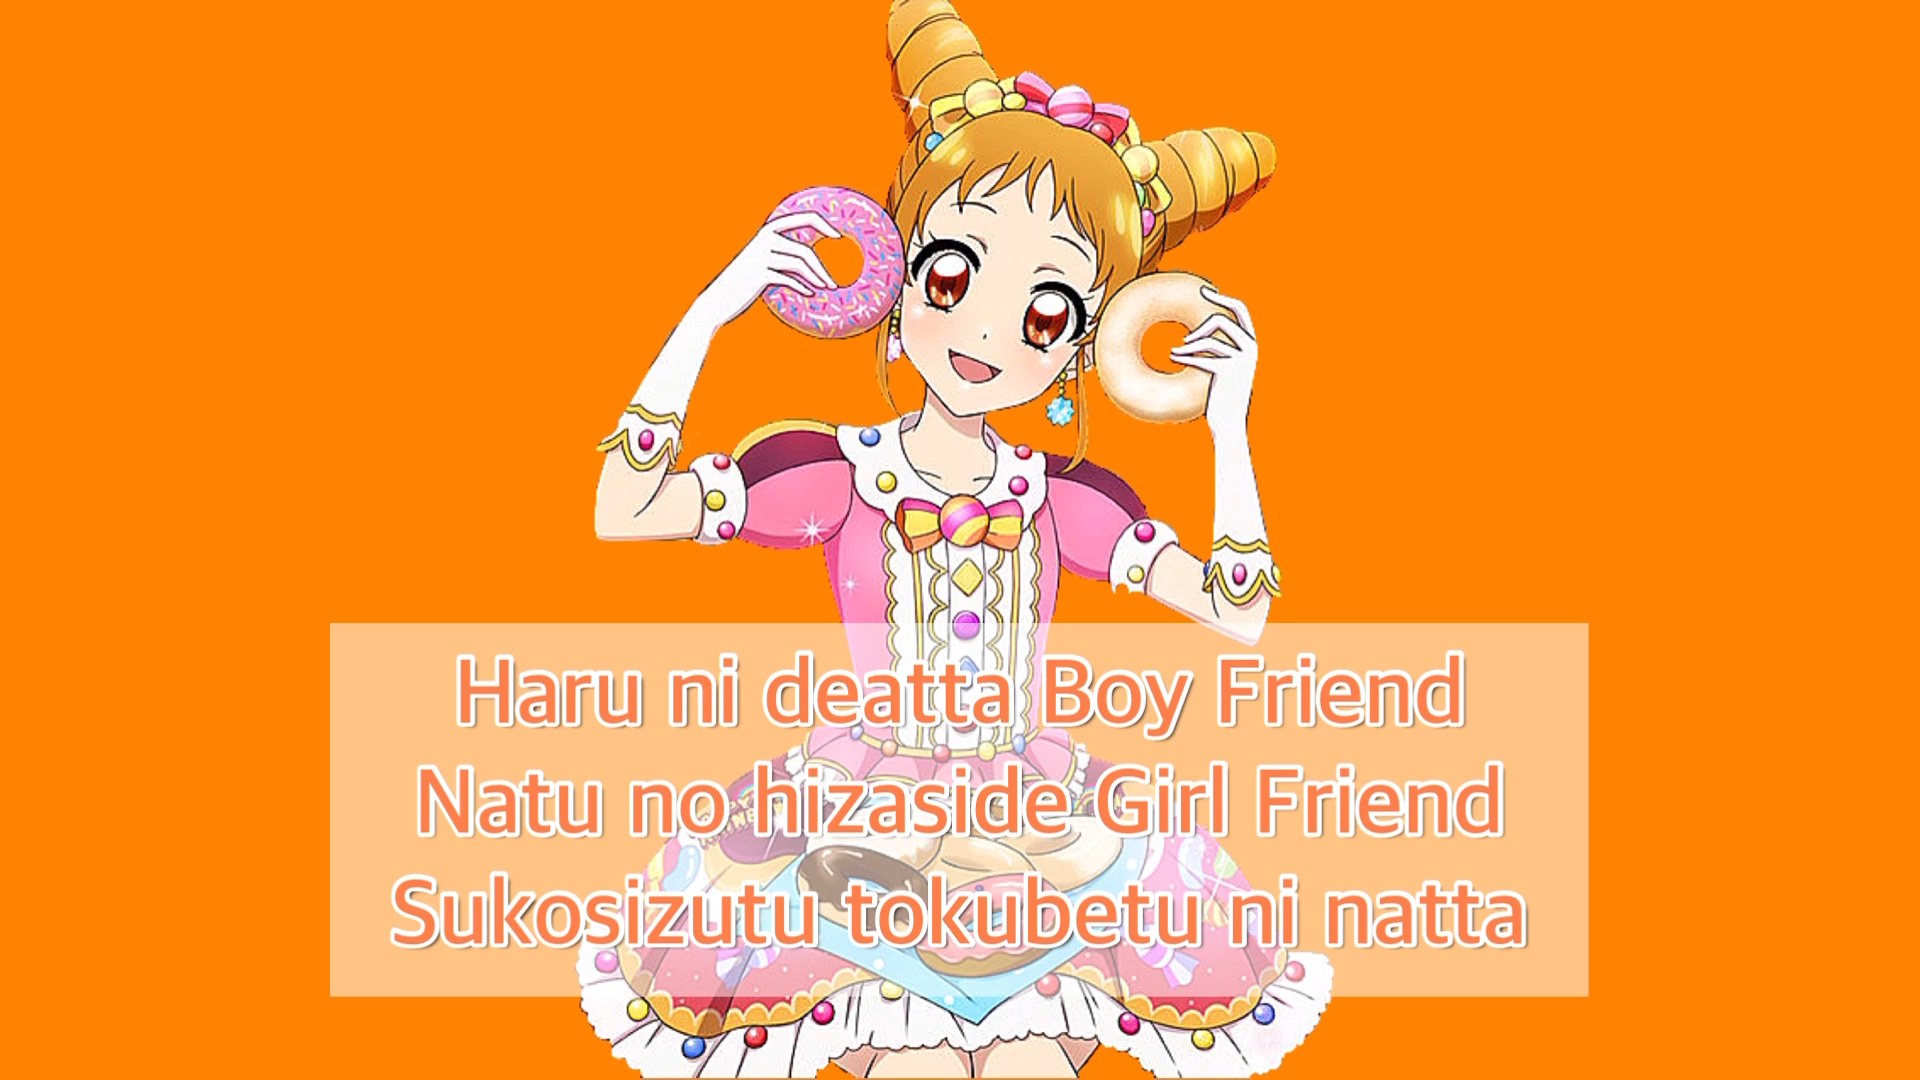 Haru ni deatta Boy Friend
Natu no hizaside Girl Friend
Sukosizutu tokubetu ni natta